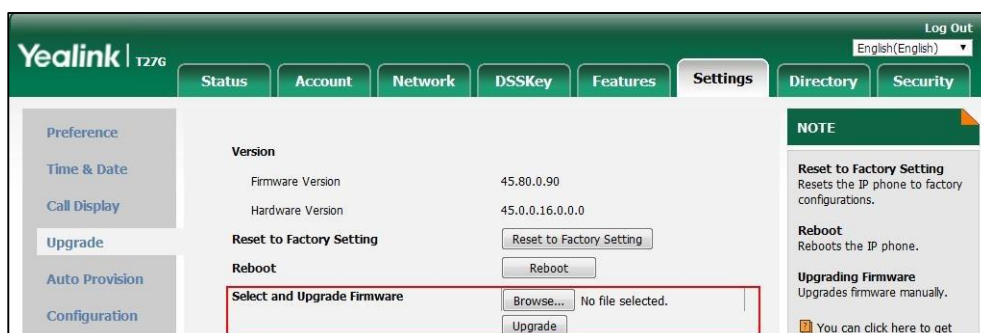 Log Out
Yealink | T27G
English(English)
Status Account Network DSSKey Features Settings Directory Security
Preference
Time & Date
Call Display
Upgrade
Auto Provision
Configuration
Version
Firmware Version 45.80.0.90
Hardware Version 45.0.0.16.0.0.0
Reset to Factory Setting Reset to Factory Setting
Reboot Reboot
Select and Upgrade Firmware Browse... No file selected.
Upgrade
NOTE
Reset to Factory Setting
Resets the IP phone to factory
configurations.
Reboot
Reboots the IP phone.
Upgrading Firmware
Upgrades firmware manually.
You can click here to get